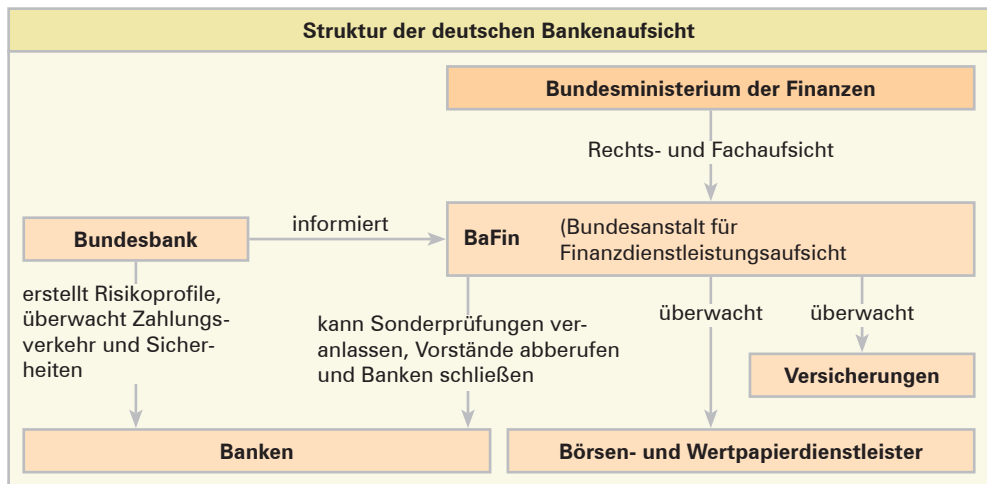 Struktur der deutschen Bankenaufsicht
Bundesministerium der Finanzen
Rechts- und Fachaufsicht
Bundesbank
informiert
BaFin (Bundesanstalt für
Finanzdienstleistungsaufsicht
erstellt Risikoprofile,
überwacht Zahlungs-
verkehr und Sicher-
heiten
kann Sonderprüfungen ver-
anlassen, Vorstände abberufen
und Banken schließen
überwacht
überwacht
Versicherungen
Banken
Börsen- und Wertpapierdienstleister